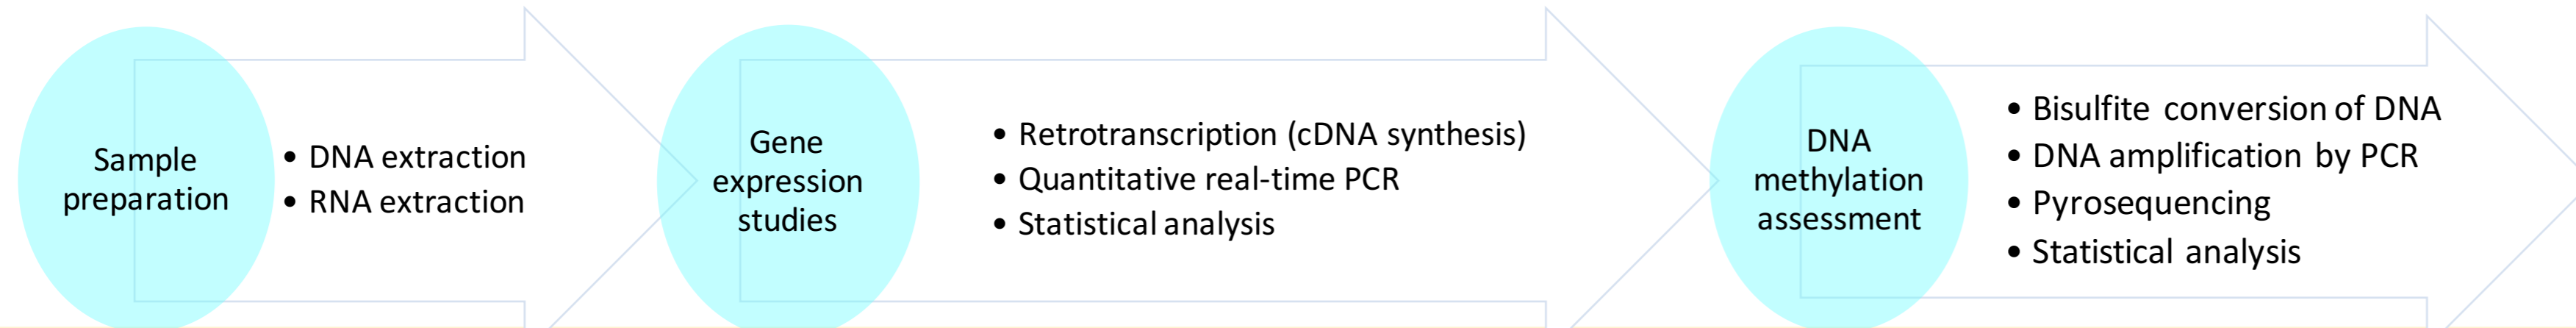 Sample
preparation
• DNA extraction
• RNA extraction
Gene
expression
studies
• Retrotranscription (cDNA synthesis)
• Quantitative real-time PCR
• Statistical analysis
DNA
methylation
assessment
• Bisulfite conversion of DNA
• DNA amplification by PCR
• Pyrosequencing
• Statistical analysis